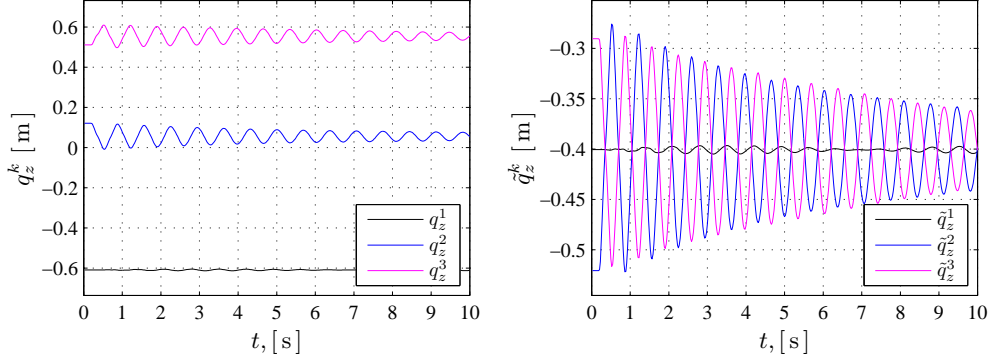 0.6
0.4
0.2
0
−0.2
−0.4
−0.6
q_z^k [ m ]
q_z^1
q_z^2
q_z^3
0 1 2 3 4 5 6 7 8 9 10
t, [ s ]
−0.3
−0.35
−0.4
−0.45
−0.5
q̃_z^k [ m ]
q̃_z^1
q̃_z^2
q̃_z^3
0 1 2 3 4 5 6 7 8 9 10
t, [ s ]